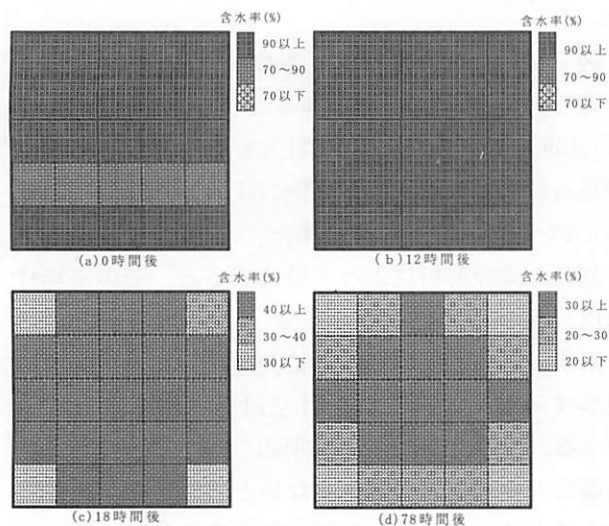 含水率(%)
90以上
70～90
70以下
(a)0時間後
含水率(%)
90以上
70～90
70以下
(b)12時間後
含水率(%)
40以上
30～40
30以下
(c)18時間後
含水率(%)
30以上
20～30
20以下
(d)78時間後